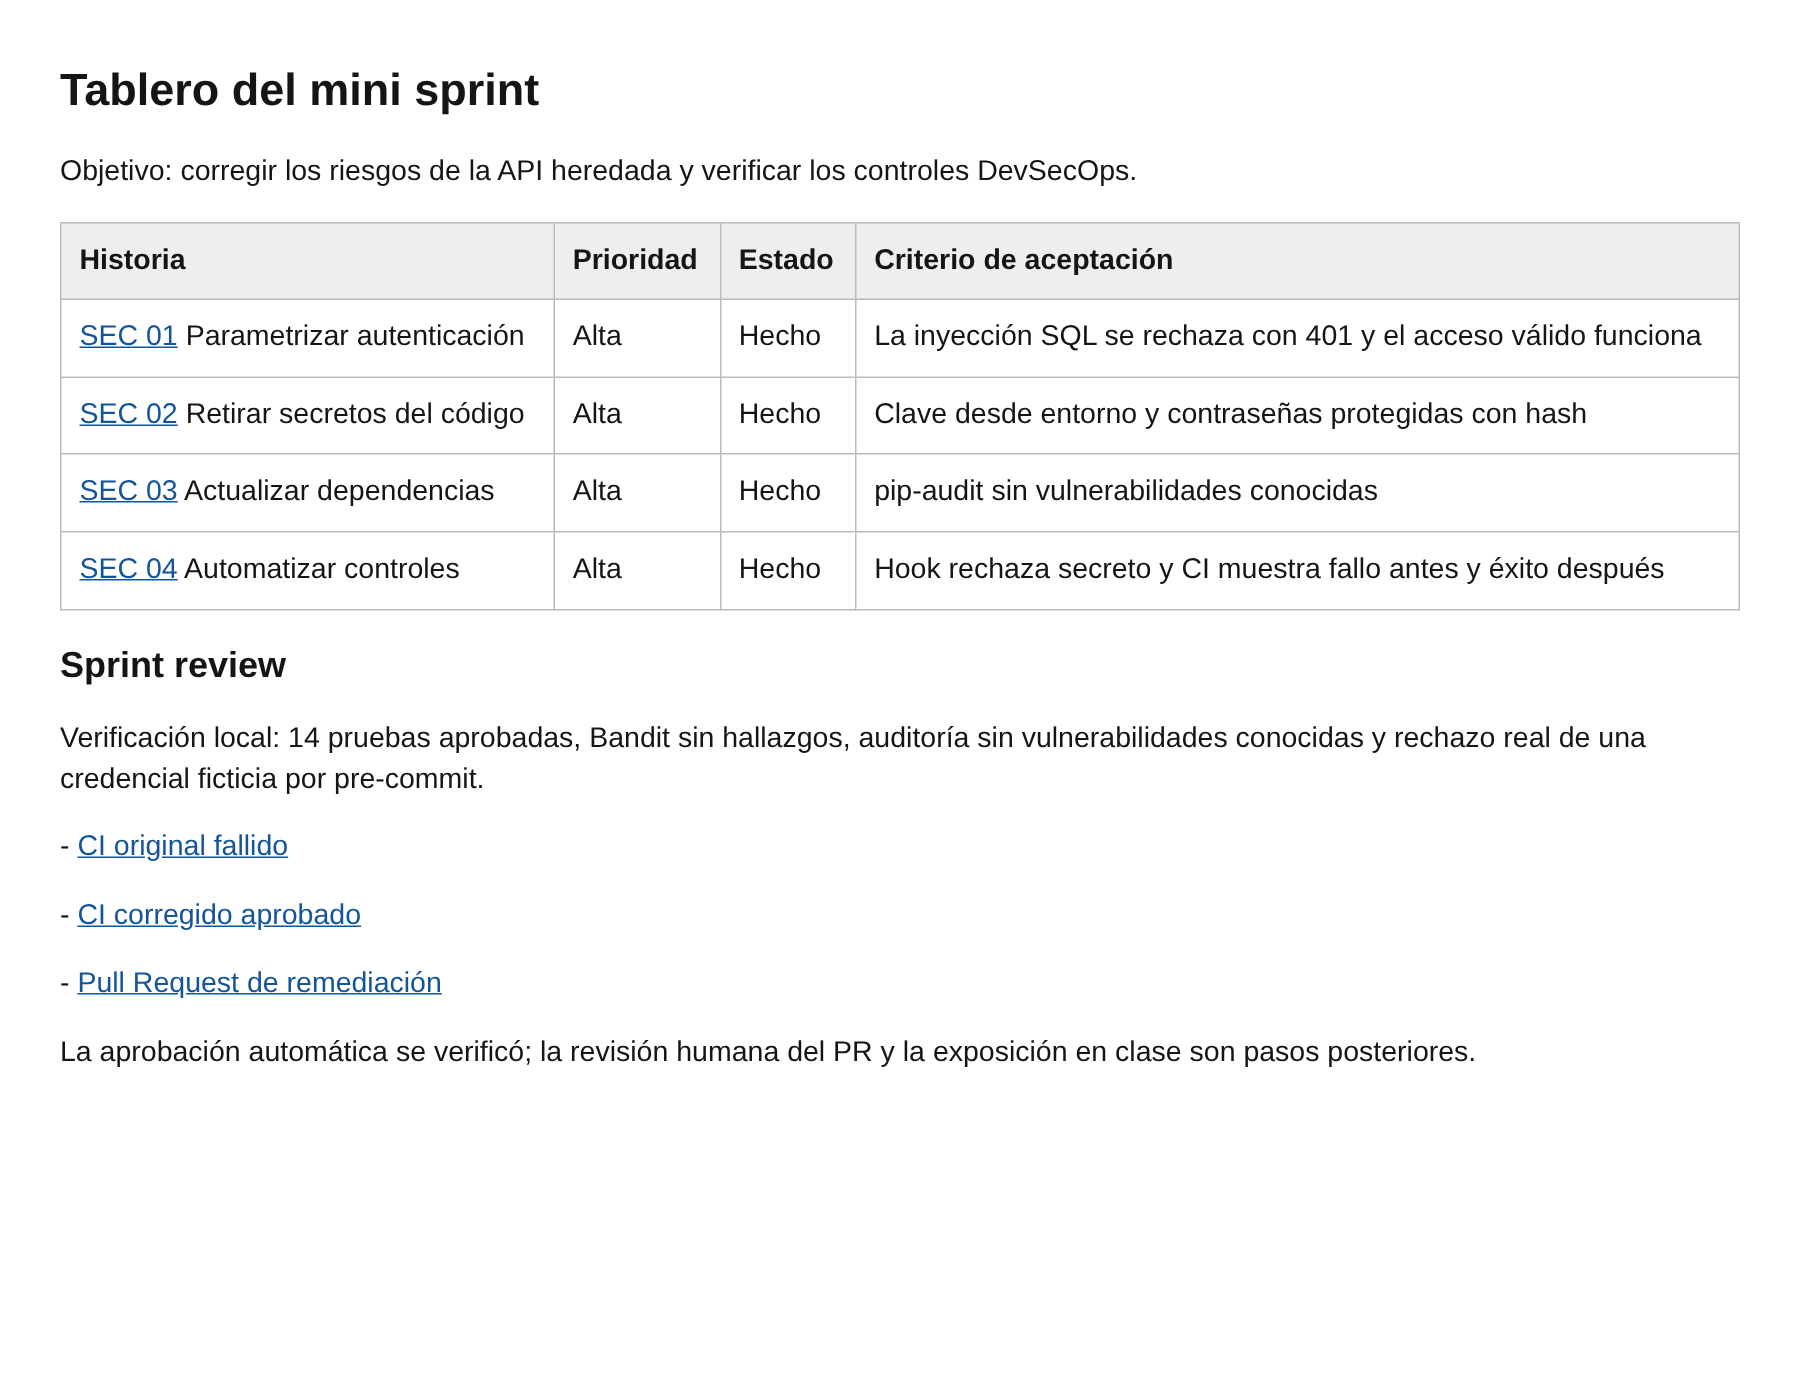 Tablero del mini sprint
Objetivo: corregir los riesgos de la API heredada y verificar los controles DevSecOps.
Historia Prioridad Estado Criterio de aceptación
SEC 01 Parametrizar autenticación Alta Hecho La inyección SQL se rechaza con 401 y el acceso válido funciona
SEC 02 Retirar secretos del código Alta Hecho Clave desde entorno y contraseñas protegidas con hash
SEC 03 Actualizar dependencias Alta Hecho pip-audit sin vulnerabilidades conocidas
SEC 04 Automatizar controles Alta Hecho Hook rechaza secreto y CI muestra fallo antes y éxito después
Sprint review
Verificación local: 14 pruebas aprobadas, Bandit sin hallazgos, auditoría sin vulnerabilidades conocidas y rechazo real de una
credencial ficticia por pre-commit.
- CI original fallido
- CI corregido aprobado
- Pull Request de remediación
La aprobación automática se verificó; la revisión humana del PR y la exposición en clase son pasos posteriores.